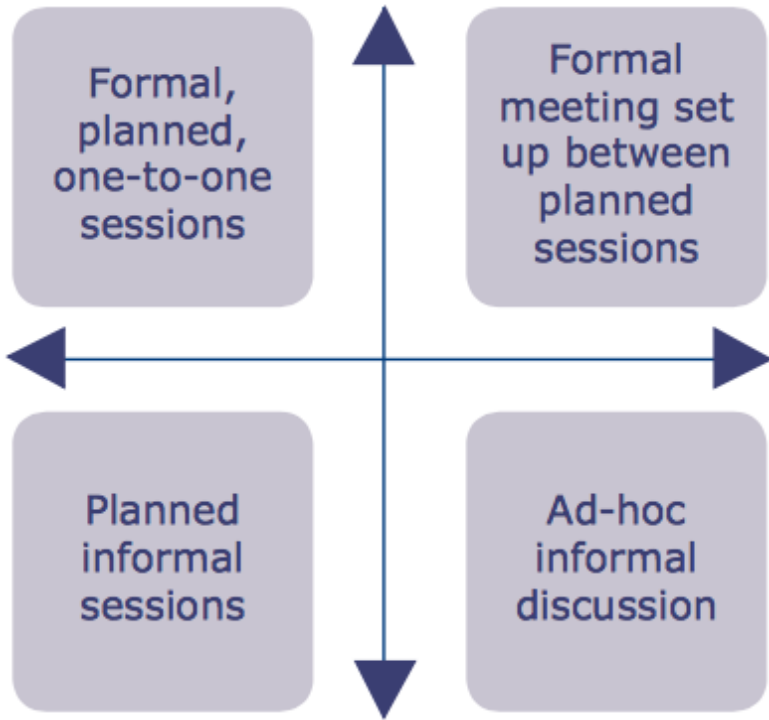 Formal,
planned,
one-to-one
sessions
Formal
meeting set
up between
planned
sessions
Planned
informal
sessions
Ad-hoc
informal
discussion